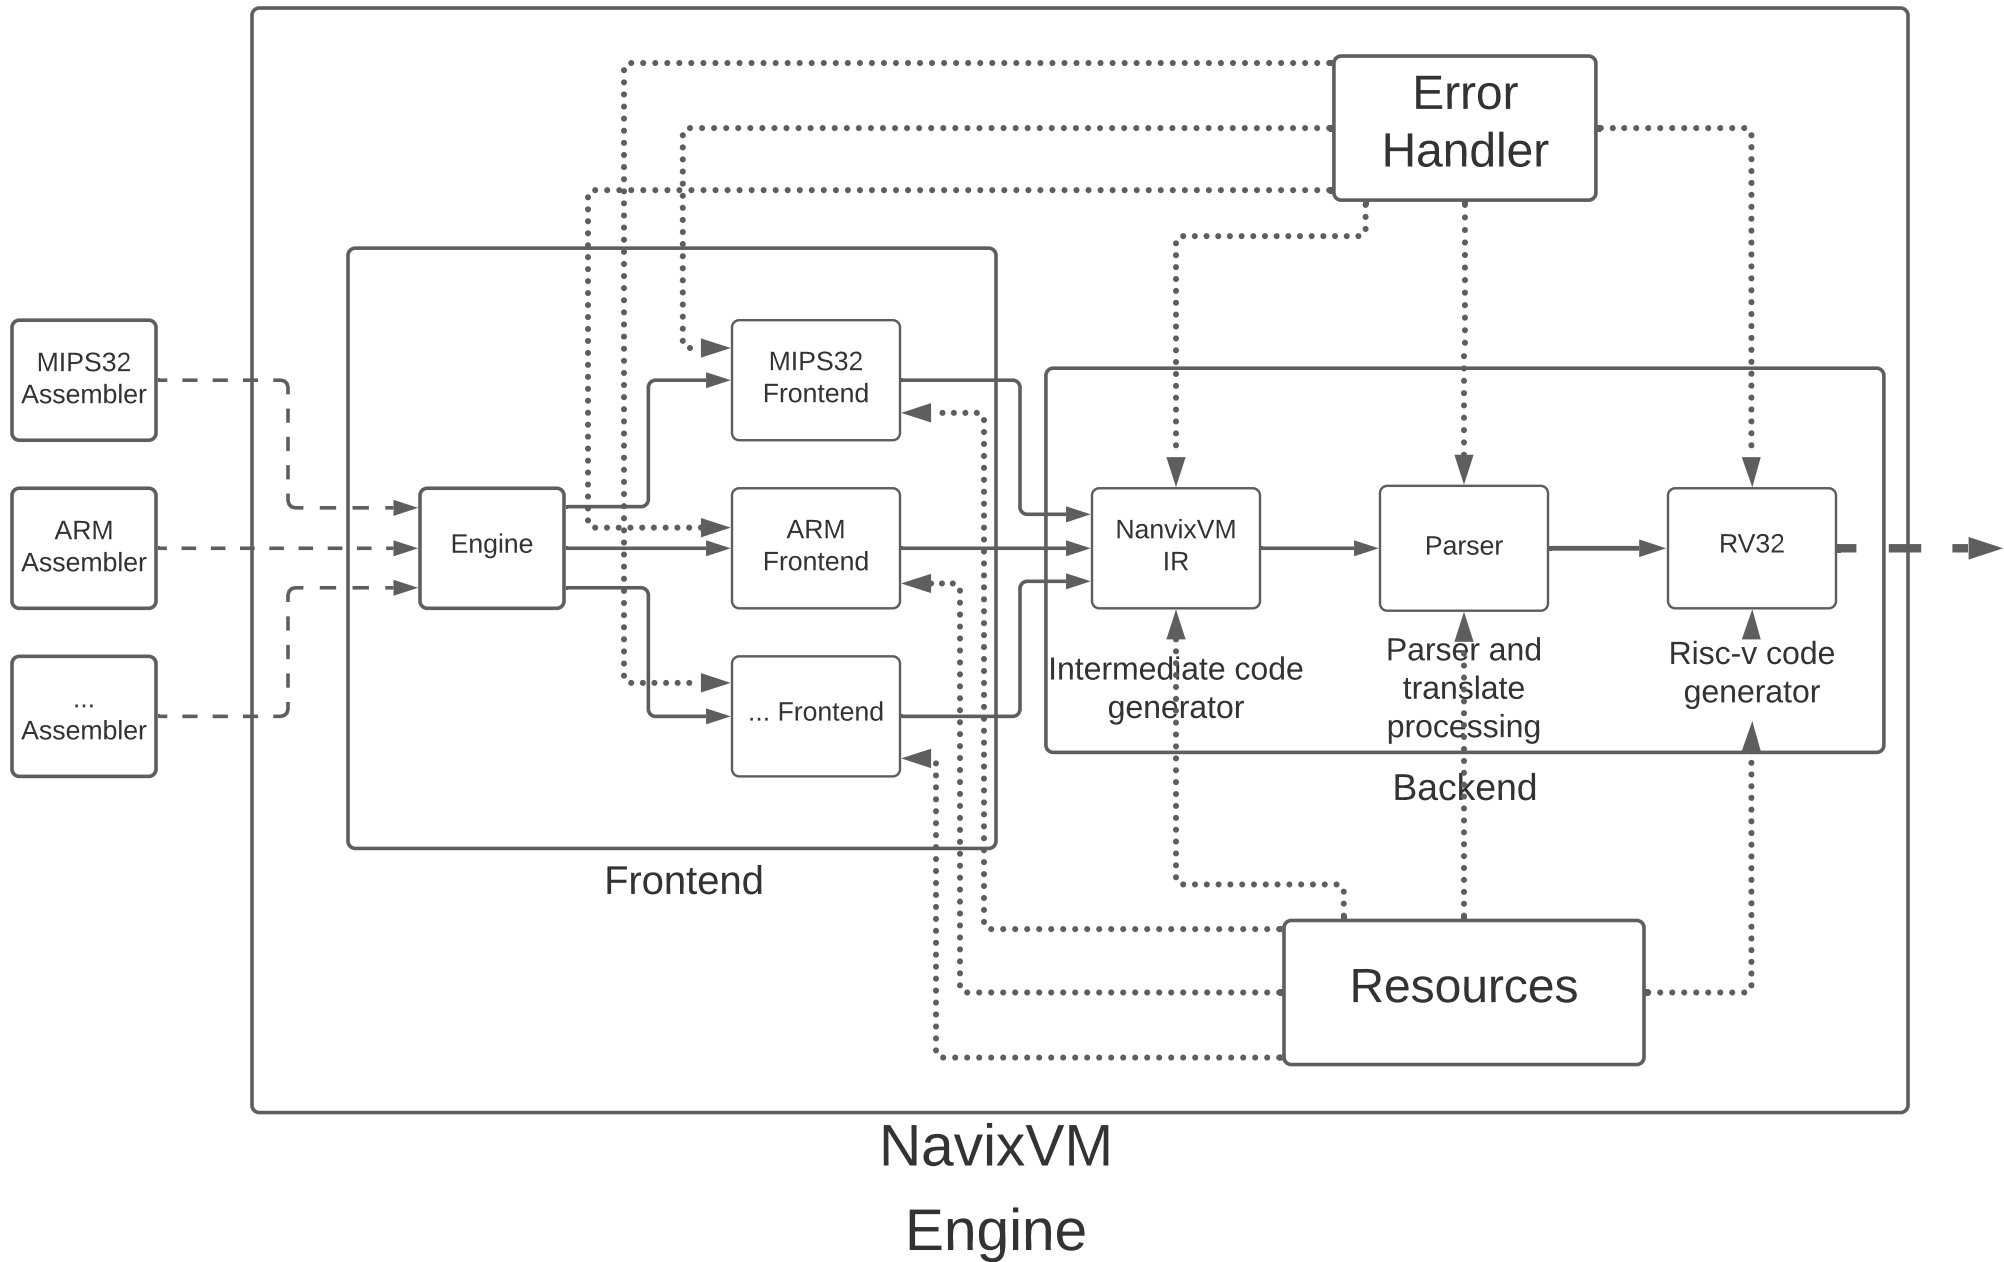 Error
Handler
MIPS32
Assembler
MIPS32
Frontend
ARM
Assembler
Engine
ARM
Frontend
NanvixVM
IR
Parser
RV32
...
Assembler
... Frontend
Intermediate code
generator
Parser and
translate
processing
Risc-v code
generator
Backend
Frontend
Resources
NavixVM
Engine